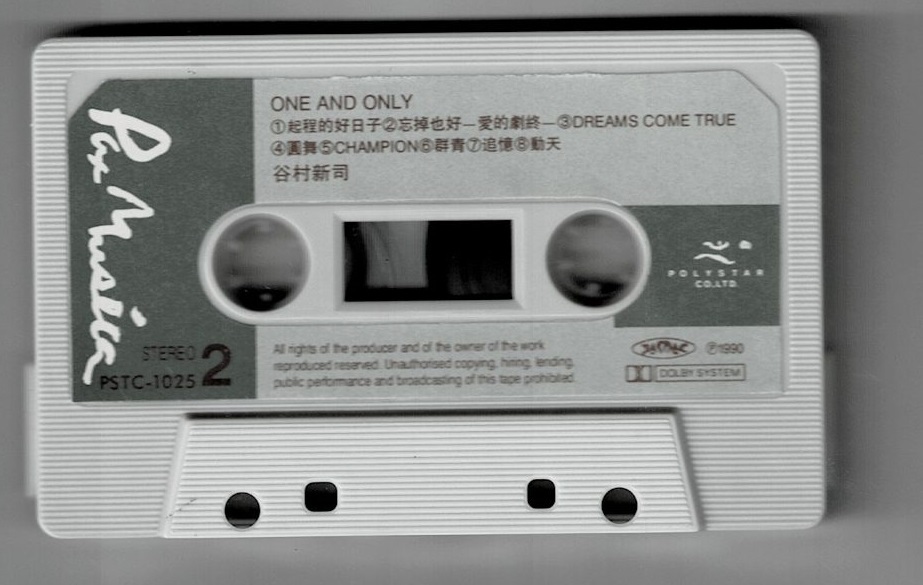 ONE AND ONLY
①起程的好日子②忘掉也好—愛的劇終—③DREAMS COME TRUE
④圓舞⑤CHAMPION⑥群青⑦追憶⑧動天
谷村新司
Pax Musica
POLYSTAR
CO.,LTD.
STEREO 2
PSTC-1025
All rights of the producer and of the owner of the work
reproduced reserved. Unauthorised copying, hiring, lending,
public performance and broadcasting of this tape prohibited.
℗1990
DOLBY SYSTEM